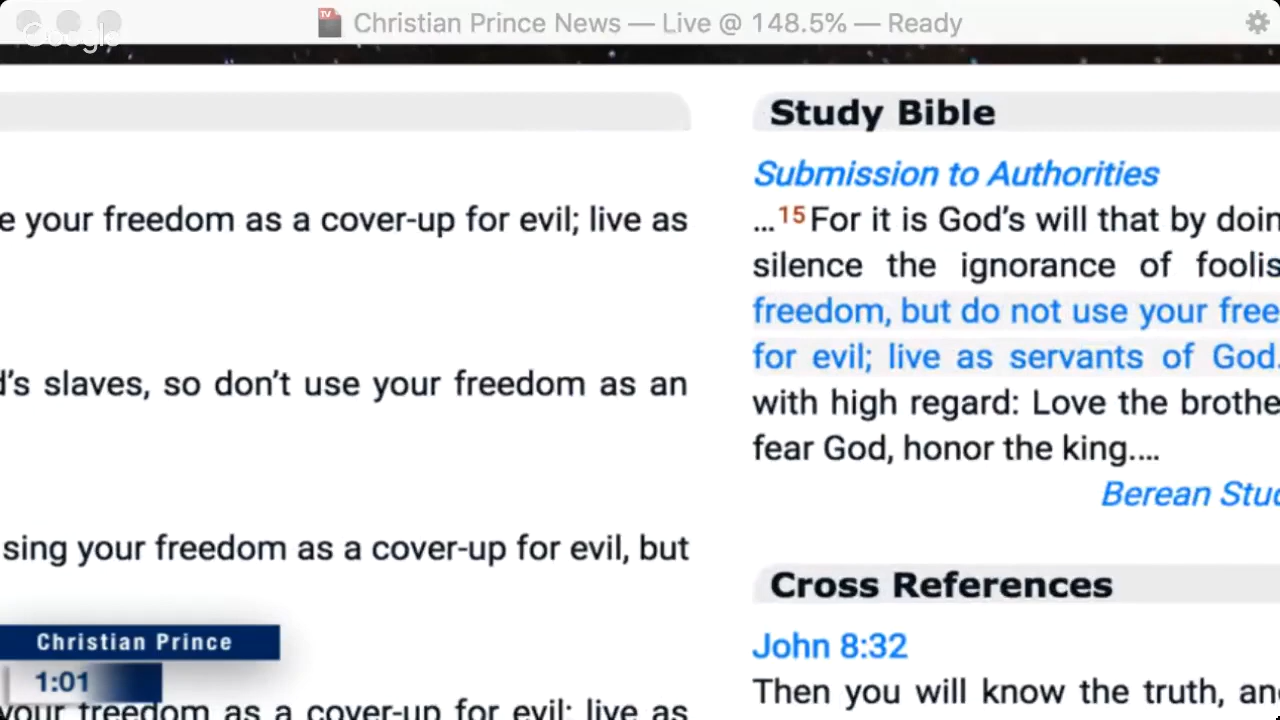 Christian Prince News — Live @ 148.5% — Ready
Google
e your freedom as a cover-up for evil; live as
d's slaves, so don't use your freedom as an
sing your freedom as a cover-up for evil, but
your freedom as a cover-up for evil; live as
Study Bible
Submission to Authorities
...15 For it is God's will that by doin
silence the ignorance of foolis
freedom, but do not use your free
for evil; live as servants of God.
with high regard: Love the brothe
fear God, honor the king....
Berean Stud
Cross References
John 8:32
Then you will know the truth, and
TV
Christian Prince
1:01